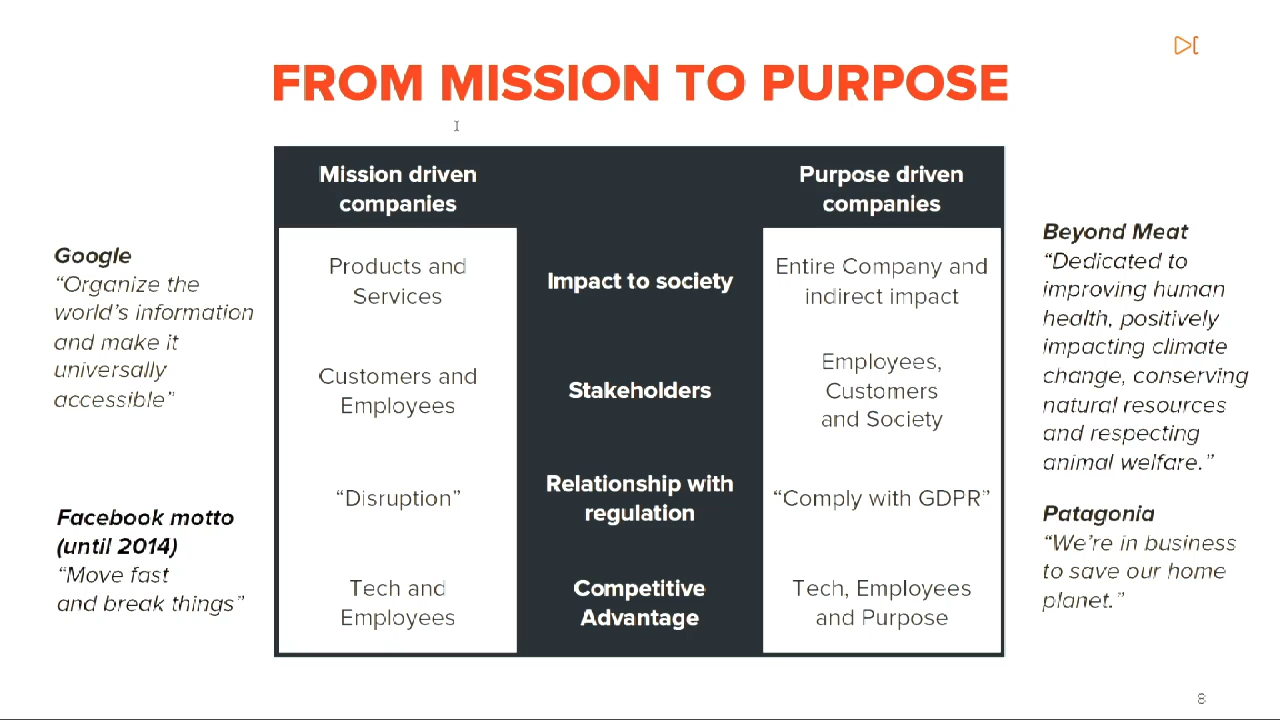 FROM MISSION TO PURPOSE
Mission driven
companies
Purpose driven
companies
Products and
Services
Impact to society
Entire Company and
indirect impact
Customers and
Employees
Stakeholders
Employees,
Customers
and Society
“Disruption”
Relationship with
regulation
“Comply with GDPR”
Tech and
Employees
Competitive
Advantage
Tech, Employees
and Purpose
Google
“Organize the
world’s information
and make it
universally
accessible”
Facebook motto
(until 2014)
“Move fast
and break things”
Beyond Meat
“Dedicated to
improving human
health, positively
impacting climate
change, conserving
natural resources
and respecting
animal welfare.”
Patagonia
“We’re in business
to save our home
planet.”
8